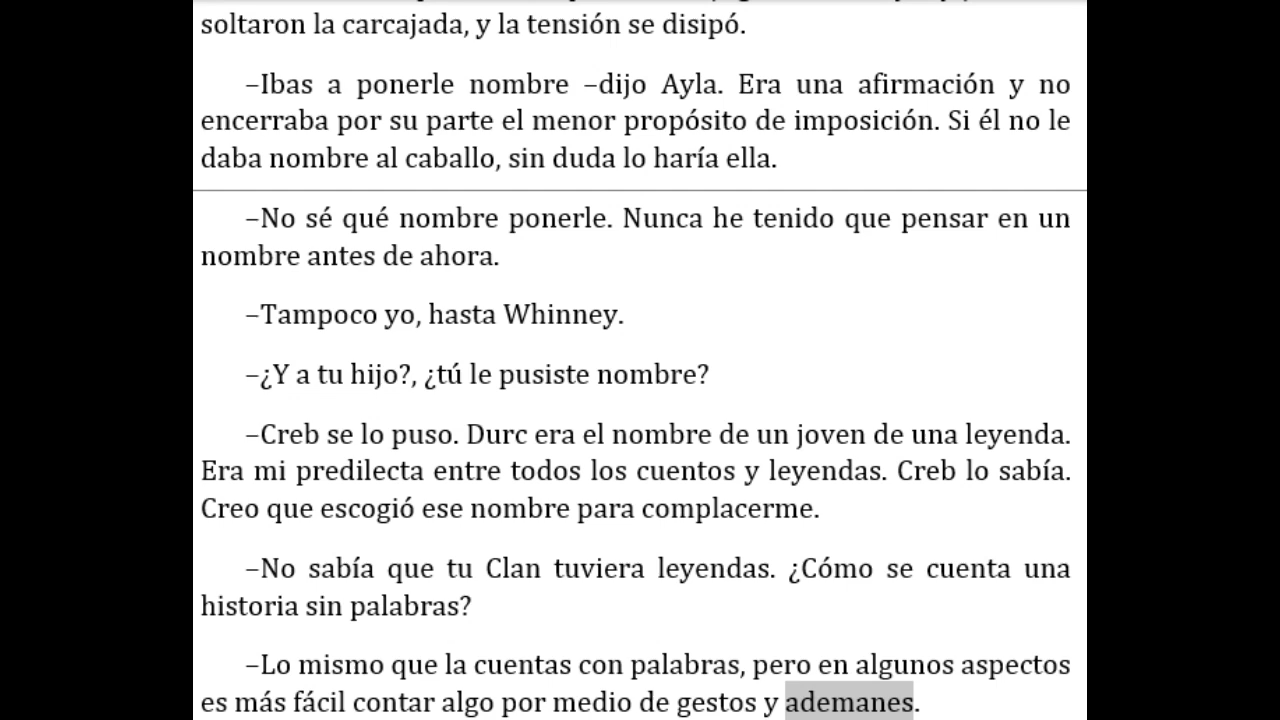 soltaron la carcajada, y la tensión se disipó.
–Ibas a ponerle nombre –dijo Ayla. Era una afirmación y no
encerraba por su parte el menor propósito de imposición. Si él no le
daba nombre al caballo, sin duda lo haría ella.
–No sé qué nombre ponerle. Nunca he tenido que pensar en un
nombre antes de ahora.
–Tampoco yo, hasta Whinney.
–¿Y a tu hijo?, ¿tú le pusiste nombre?
–Creb se lo puso. Durc era el nombre de un joven de una leyenda.
Era mi predilecta entre todos los cuentos y leyendas. Creb lo sabía.
Creo que escogió ese nombre para complacerme.
–No sabía que tu Clan tuviera leyendas. ¿Cómo se cuenta una
historia sin palabras?
–Lo mismo que la cuentas con palabras, pero en algunos aspectos
es más fácil contar algo por medio de gestos y ademanes.